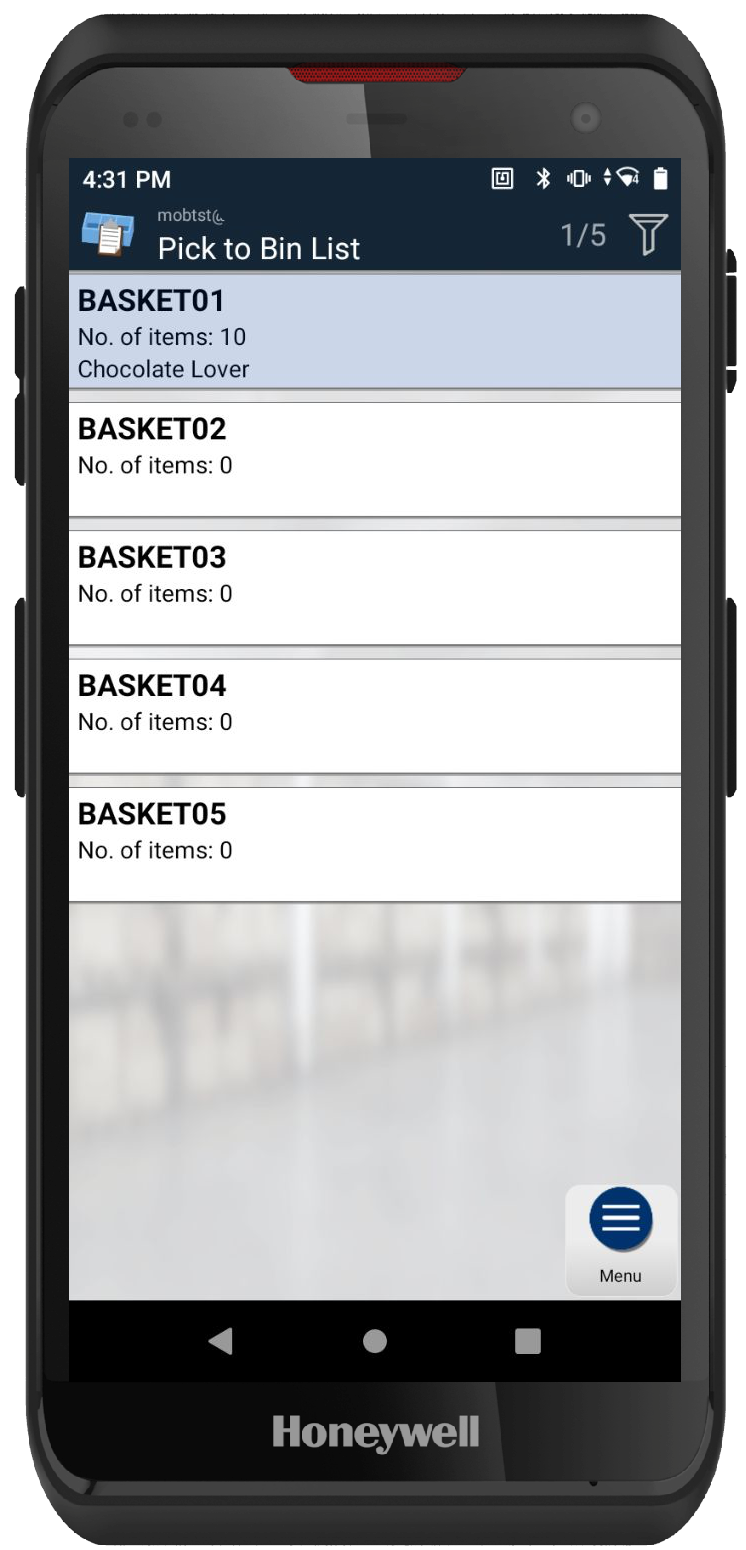 4:31 PM
Pick to Bin List
1/5
BASKET01
No. of items: 10
Chocolate Lover
BASKET02
No. of items: 0
BASKET03
No. of items: 0
BASKET04
No. of items: 0
BASKET05
No. of items: 0
Menu
Honeywell